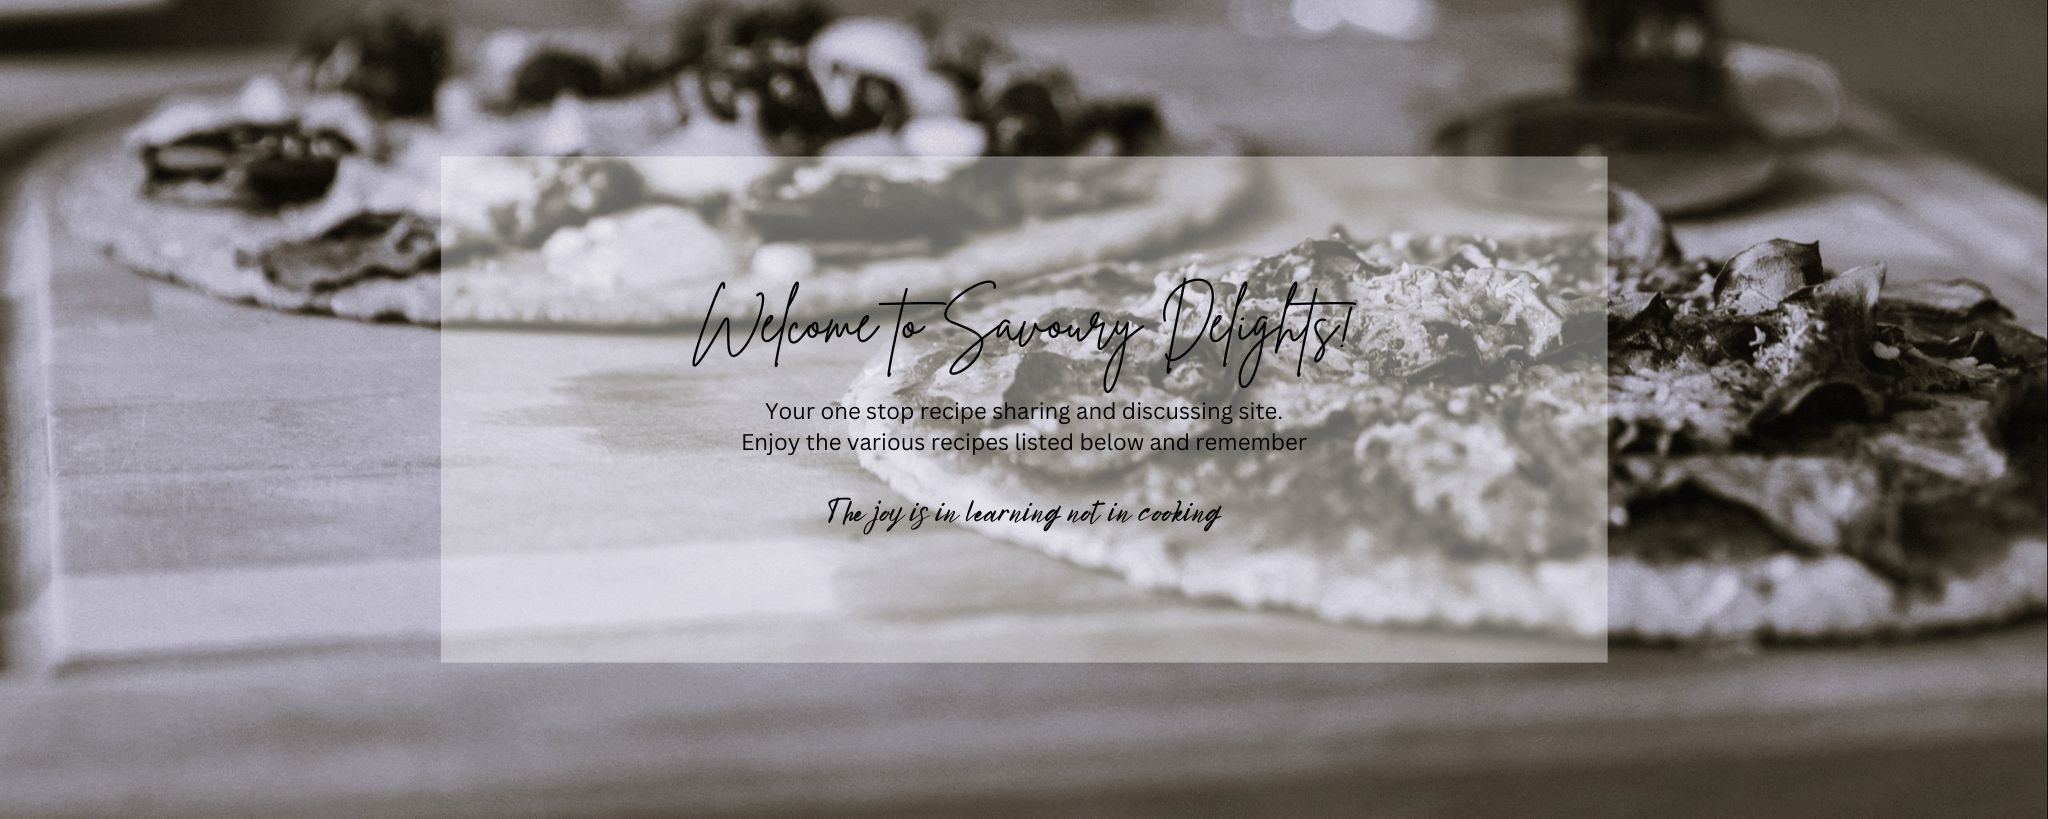 Welcome to Savoury Delights!
Your one stop recipe sharing and discussing site.
Enjoy the various recipes listed below and remember
The joy is in learning not in cooking